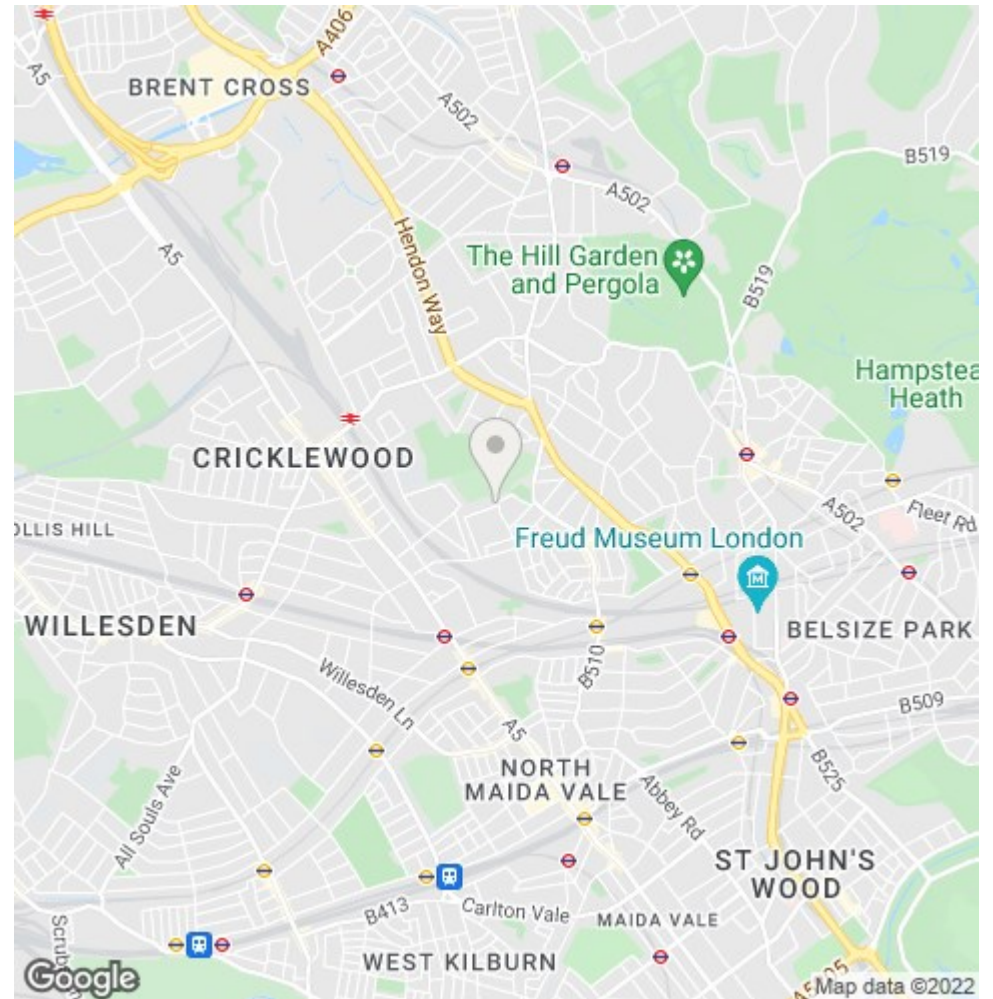 A406
A5
BRENT CROSS
A502
B519
A502
A5
Hendon Way
The Hill Garden
and Pergola
B519
Hampstea
Heath
CRICKLEWOOD
A502
Fleet Rd
OLLIS HILL
Freud Museum London
WILLESDEN
BELSIZE PARK
B510
Willesden Ln
B509
A5
NORTH
MAIDA VALE
B525
Abbey Rd
All Souls Ave
ST JOHN'S
WOOD
B413
Carlton Vale
MAIDA VALE
Scrub
WEST KILBURN
A5205
Google
Map data ©2022